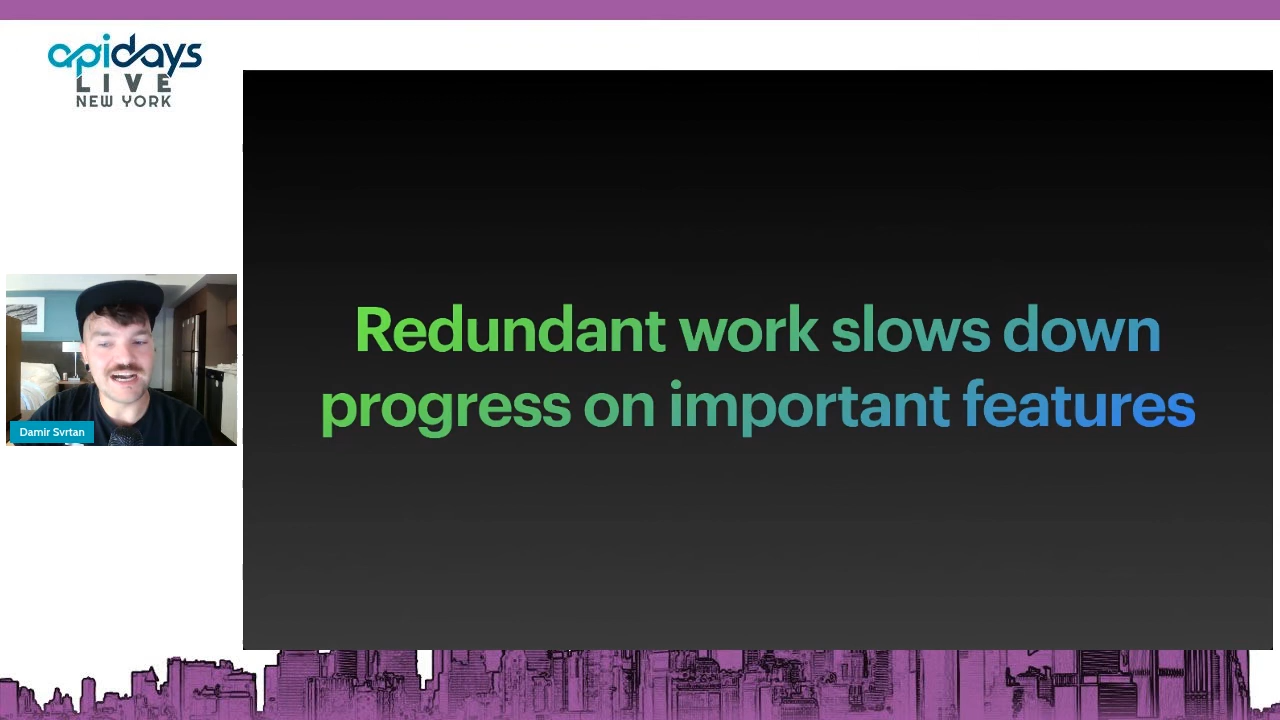 apidays
LIVE
NEW YORK
Redundant work slows down
progress on important features
Damir Svrtan